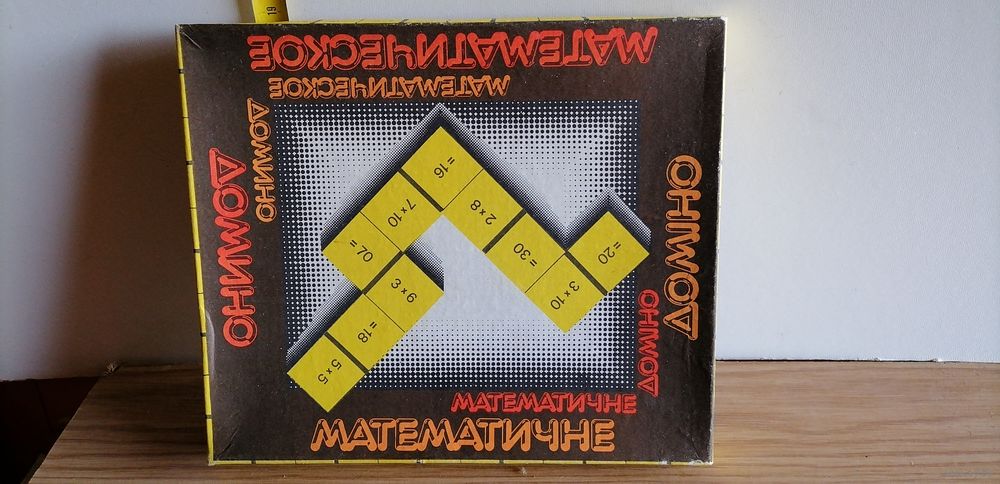 19
МАТЕМАТИЧЕСКОЕ
МАТЕМАТИЧЕСКОЕ
ДОМИНО
ДОМИНО
= 16
7 × 10
2 × 8
= 70
= 30
= 20
3 × 6
3 × 10
= 18
5 × 5
ДОМІНО
ДОМІНО
МАТЕМАТИЧНЕ
МАТЕМАТИЧНЕ